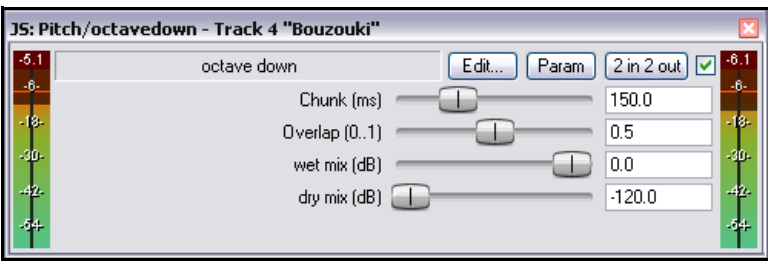 JS: Pitch/octavedown - Track 4 "Bouzouki"
-5.1 octave down Edit... Param 2 in 2 out -6.1
-6- -6-
Chunk (ms) 150.0
-18- Overlap (0..1) 0.5 -18-
-30- wet mix (dB) 0.0 -30-
-42- dry mix (dB) -120.0 -42-
-54- -54-